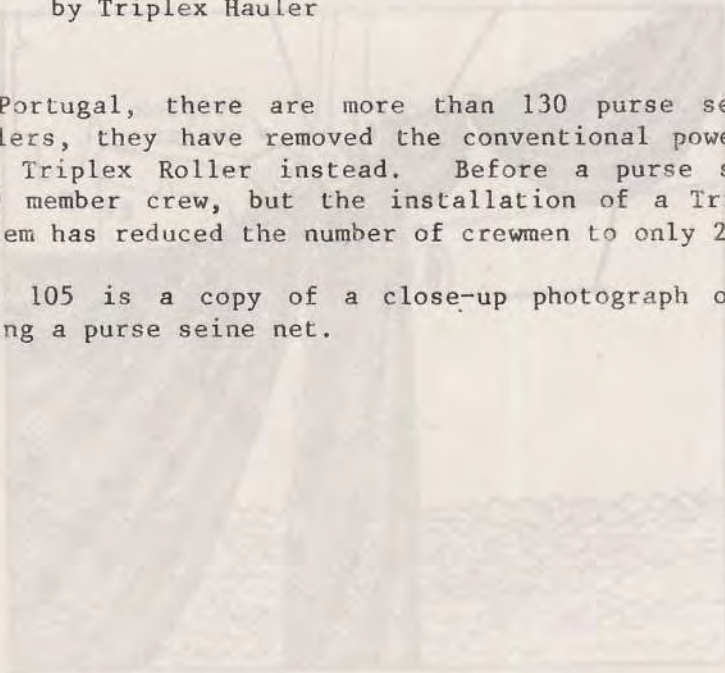 by Triplex Hauler
Portugal, there are more than 130 purse se
lers, they have removed the conventional powe
Triplex Roller instead. Before a purse s
member crew, but the installation of a Tri
em has reduced the number of crewmen to only 2
105 is a copy of a close-up photograph o
ng a purse seine net.